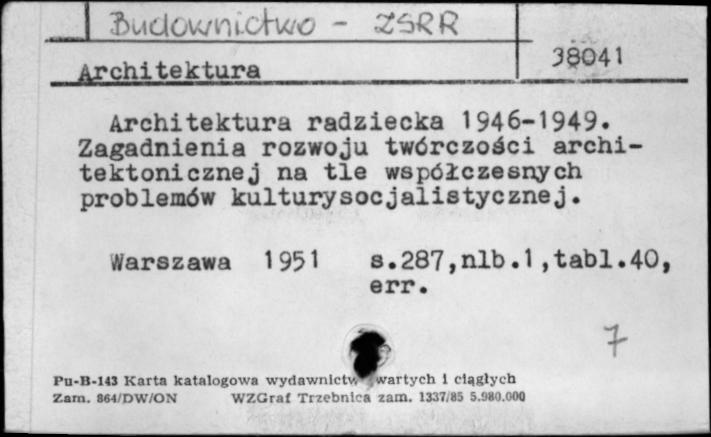 Budownictwo - ZSRR
38041
Architektura
Architektura radziecka 1946-1949.
Zagadnienia rozwoju twórczości archi-
tektonicznej na tle współczesnych
problemów kulturysocjalistycznej.
Warszawa 1951 s.287,nlb.1,tabl.40,
err.
7
Pu-B-143 Karta katalogowa wydawnictw wartych i ciągłych
Zam. 864/DW/ON WZGraf Trzebnica zam. 1337/85 5.980.000